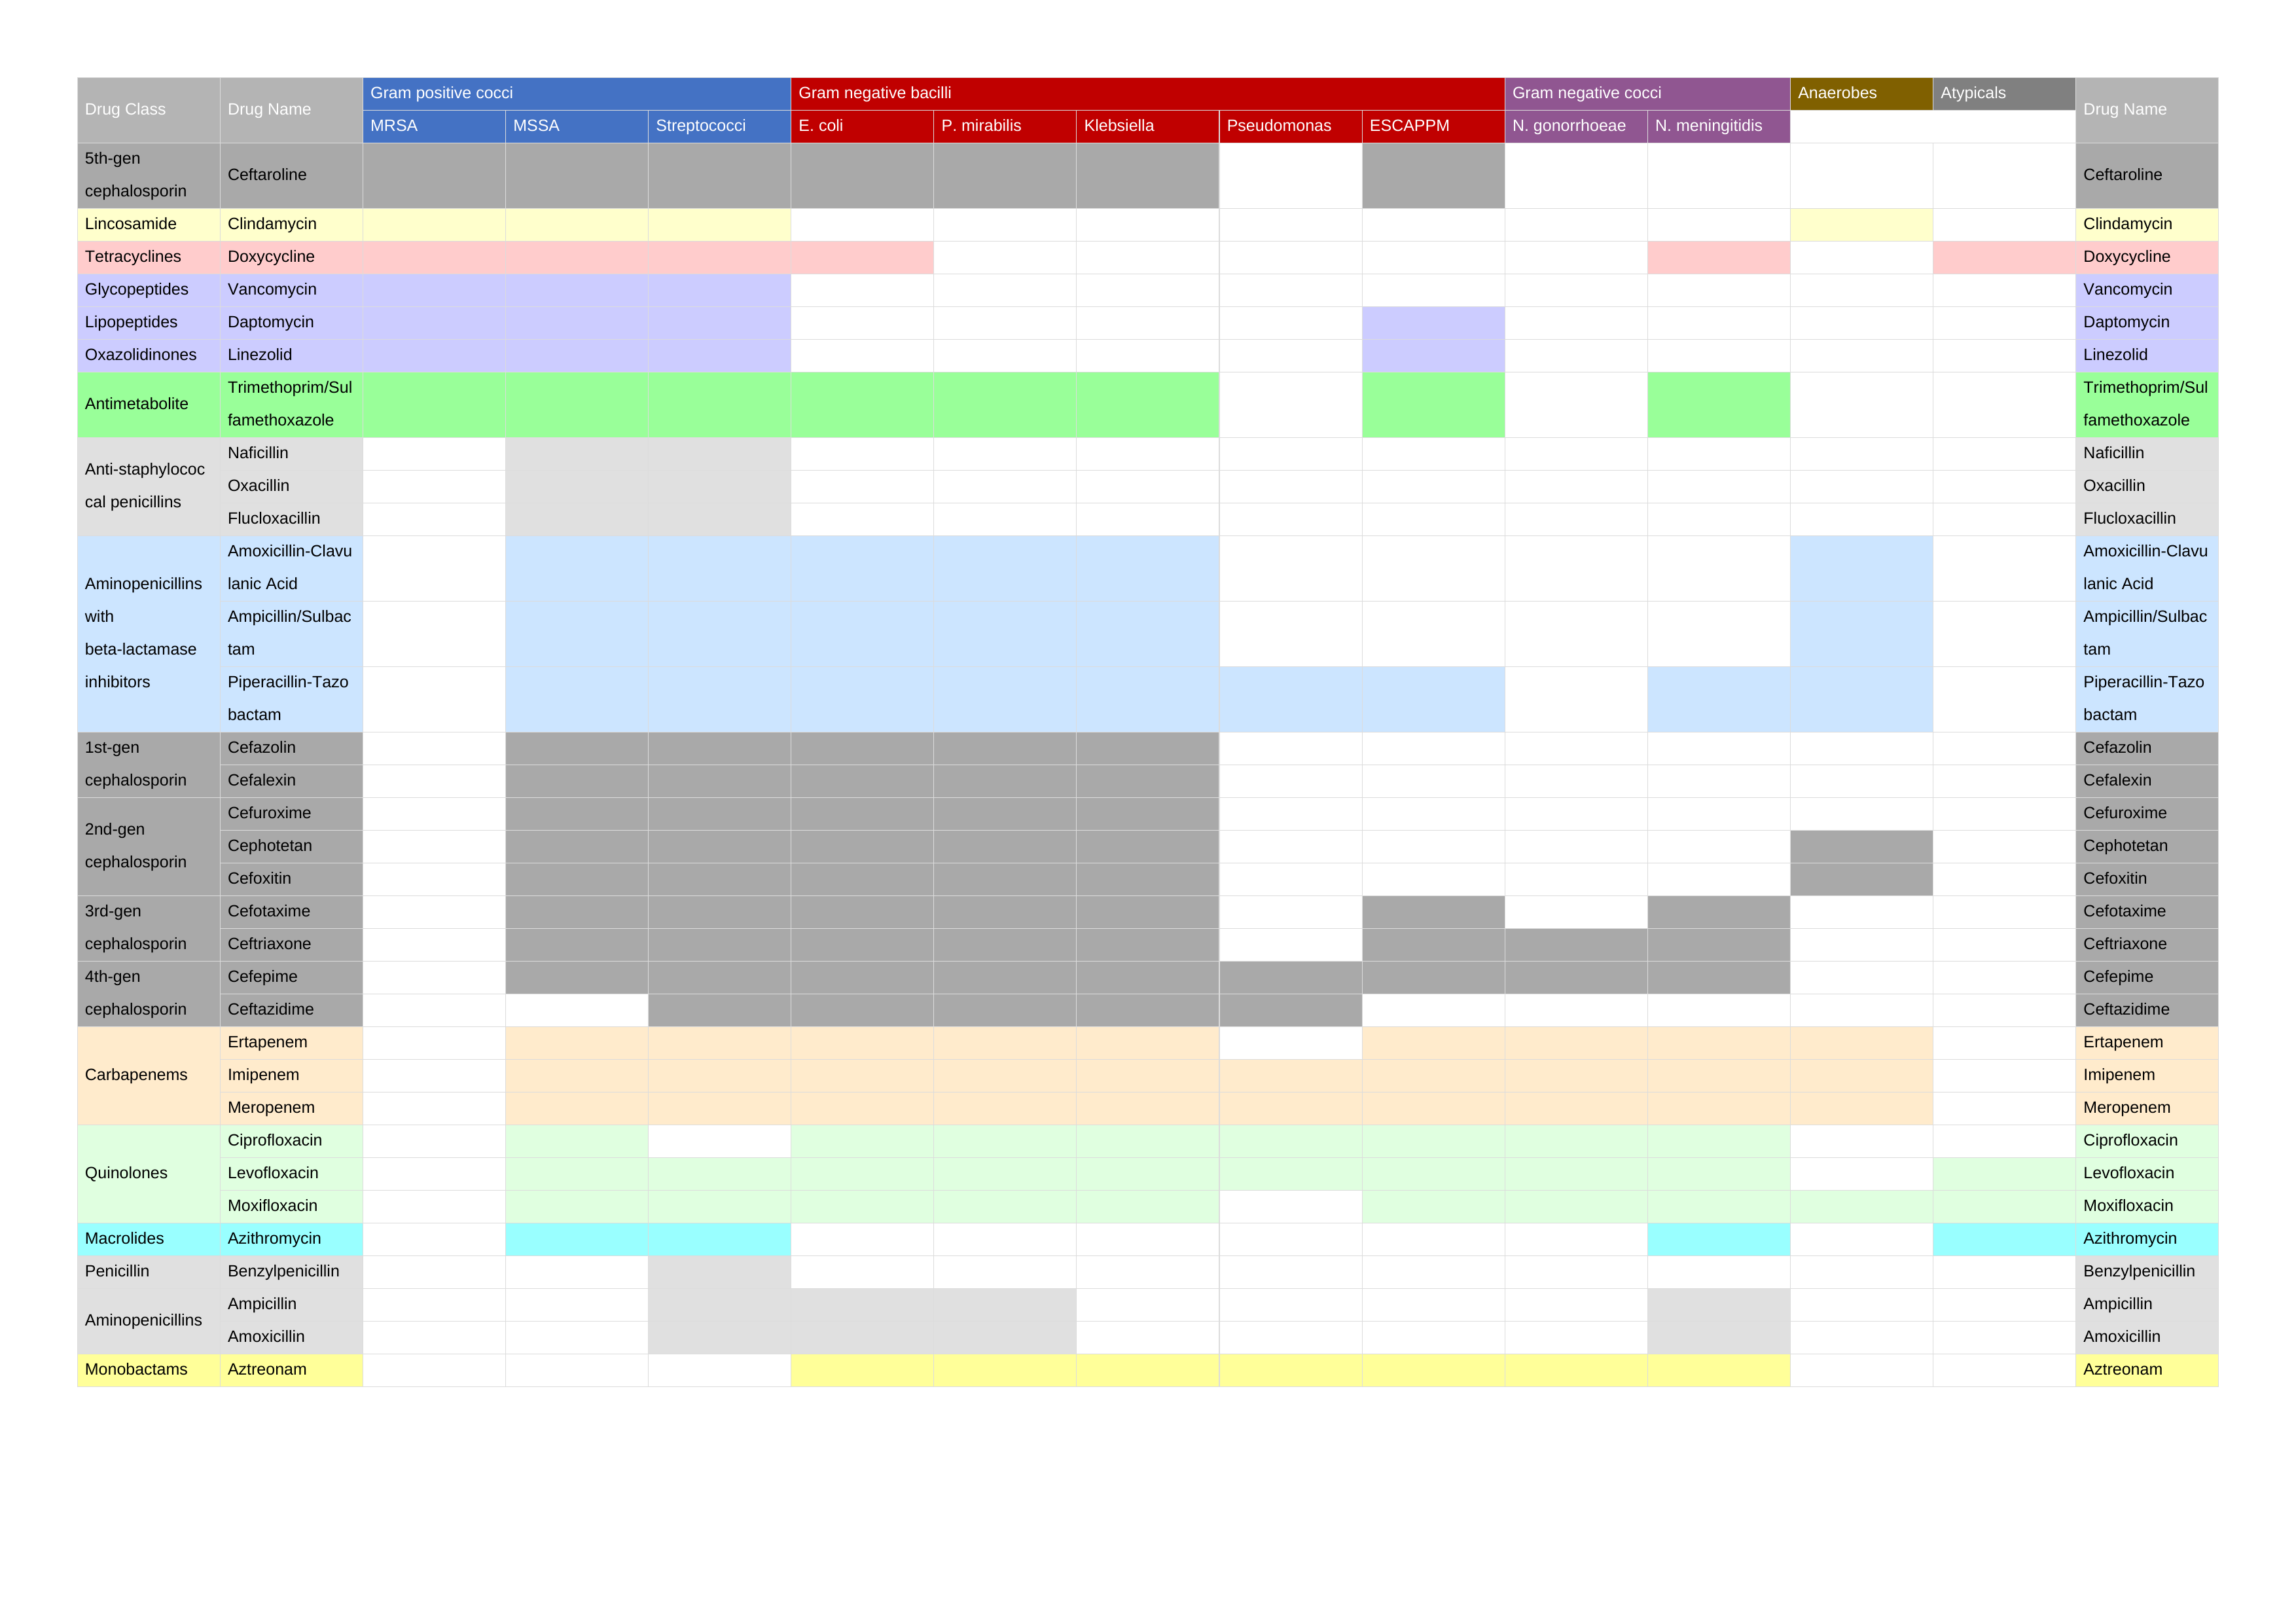 Drug Class
Drug Name
Gram positive cocci
Gram negative bacilli
Gram negative cocci
Anaerobes
Atypicals
Drug Name
MRSA
MSSA
Streptococci
E. coli
P. mirabilis
Klebsiella
Pseudomonas
ESCAPPM
N. gonorrhoeae
N. meningitidis
5th-gen
cephalosporin
Ceftaroline
Ceftaroline
Lincosamide
Clindamycin
Clindamycin
Tetracyclines
Doxycycline
Doxycycline
Glycopeptides
Vancomycin
Vancomycin
Lipopeptides
Daptomycin
Daptomycin
Oxazolidinones
Linezolid
Linezolid
Antimetabolite
Trimethoprim/Sul
famethoxazole
Trimethoprim/Sul
famethoxazole
Anti-staphylococ
cal penicillins
Naficillin
Naficillin
Oxacillin
Oxacillin
Flucloxacillin
Flucloxacillin
Aminopenicillins
with
beta-lactamase
inhibitors
Amoxicillin-Clavu
lanic Acid
Amoxicillin-Clavu
lanic Acid
Ampicillin/Sulbac
tam
Ampicillin/Sulbac
tam
Piperacillin-Tazo
bactam
Piperacillin-Tazo
bactam
1st-gen
cephalosporin
Cefazolin
Cefazolin
Cefalexin
Cefalexin
2nd-gen
cephalosporin
Cefuroxime
Cefuroxime
Cephotetan
Cephotetan
Cefoxitin
Cefoxitin
3rd-gen
cephalosporin
Cefotaxime
Cefotaxime
Ceftriaxone
Ceftriaxone
4th-gen
cephalosporin
Cefepime
Cefepime
Ceftazidime
Ceftazidime
Carbapenems
Ertapenem
Ertapenem
Imipenem
Imipenem
Meropenem
Meropenem
Quinolones
Ciprofloxacin
Ciprofloxacin
Levofloxacin
Levofloxacin
Moxifloxacin
Moxifloxacin
Macrolides
Azithromycin
Azithromycin
Penicillin
Benzylpenicillin
Benzylpenicillin
Aminopenicillins
Ampicillin
Ampicillin
Amoxicillin
Amoxicillin
Monobactams
Aztreonam
Aztreonam